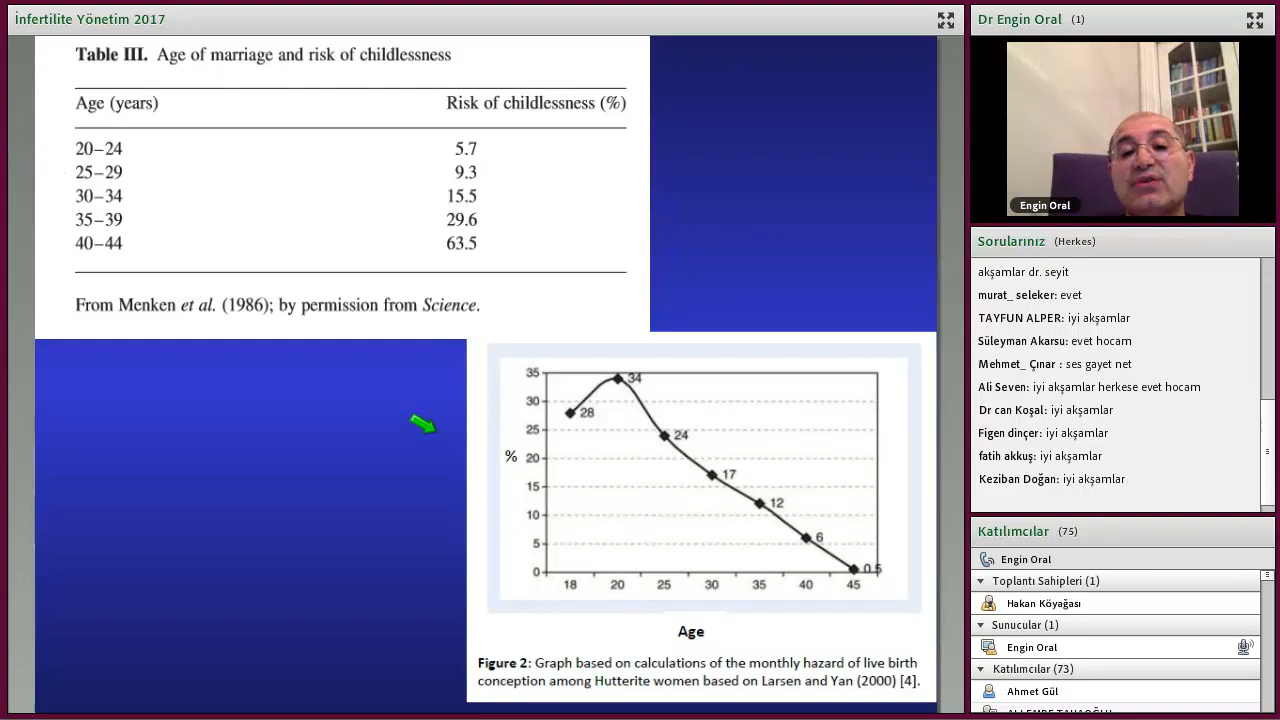 İnfertilite Yönetim 2017
Table III. Age of marriage and risk of childlessness
Age (years) Risk of childlessness (%)
20–24 5.7
25–29 9.3
30–34 15.5
35–39 29.6
40–44 63.5
From Menken et al. (1986); by permission from Science.
35
30
25
%
20
15
10
5
0
28
34
24
17
12
6
0.5
18 20 25 30 35 40 45
Age
Figure 2: Graph based on calculations of the monthly hazard of live birth
conception among Hutterite women based on Larsen and Yan (2000) [4].
Dr Engin Oral (1)
Engin Oral
Sorularınız (Herkes)
akşamlar dr. seyit
murat_ seleker: evet
TAYFUN ALPER: iyi akşamlar
Süleyman Akarsu: evet hocam
Mehmet_ Çınar: ses gayet net
Ali Seven: iyi akşamlar herkese evet hocam
Dr can Koşal: iyi akşamlar
Figen dinçer: iyi akşamlar
fatih akkuş: iyi akşamlar
Keziban Doğan: iyi akşamlar
Katılımcılar (75)
Engin Oral
Toplantı Sahipleri (1)
Hakan Köyağası
Sunucular (1)
Engin Oral
Katılımcılar (73)
Ahmet Gül